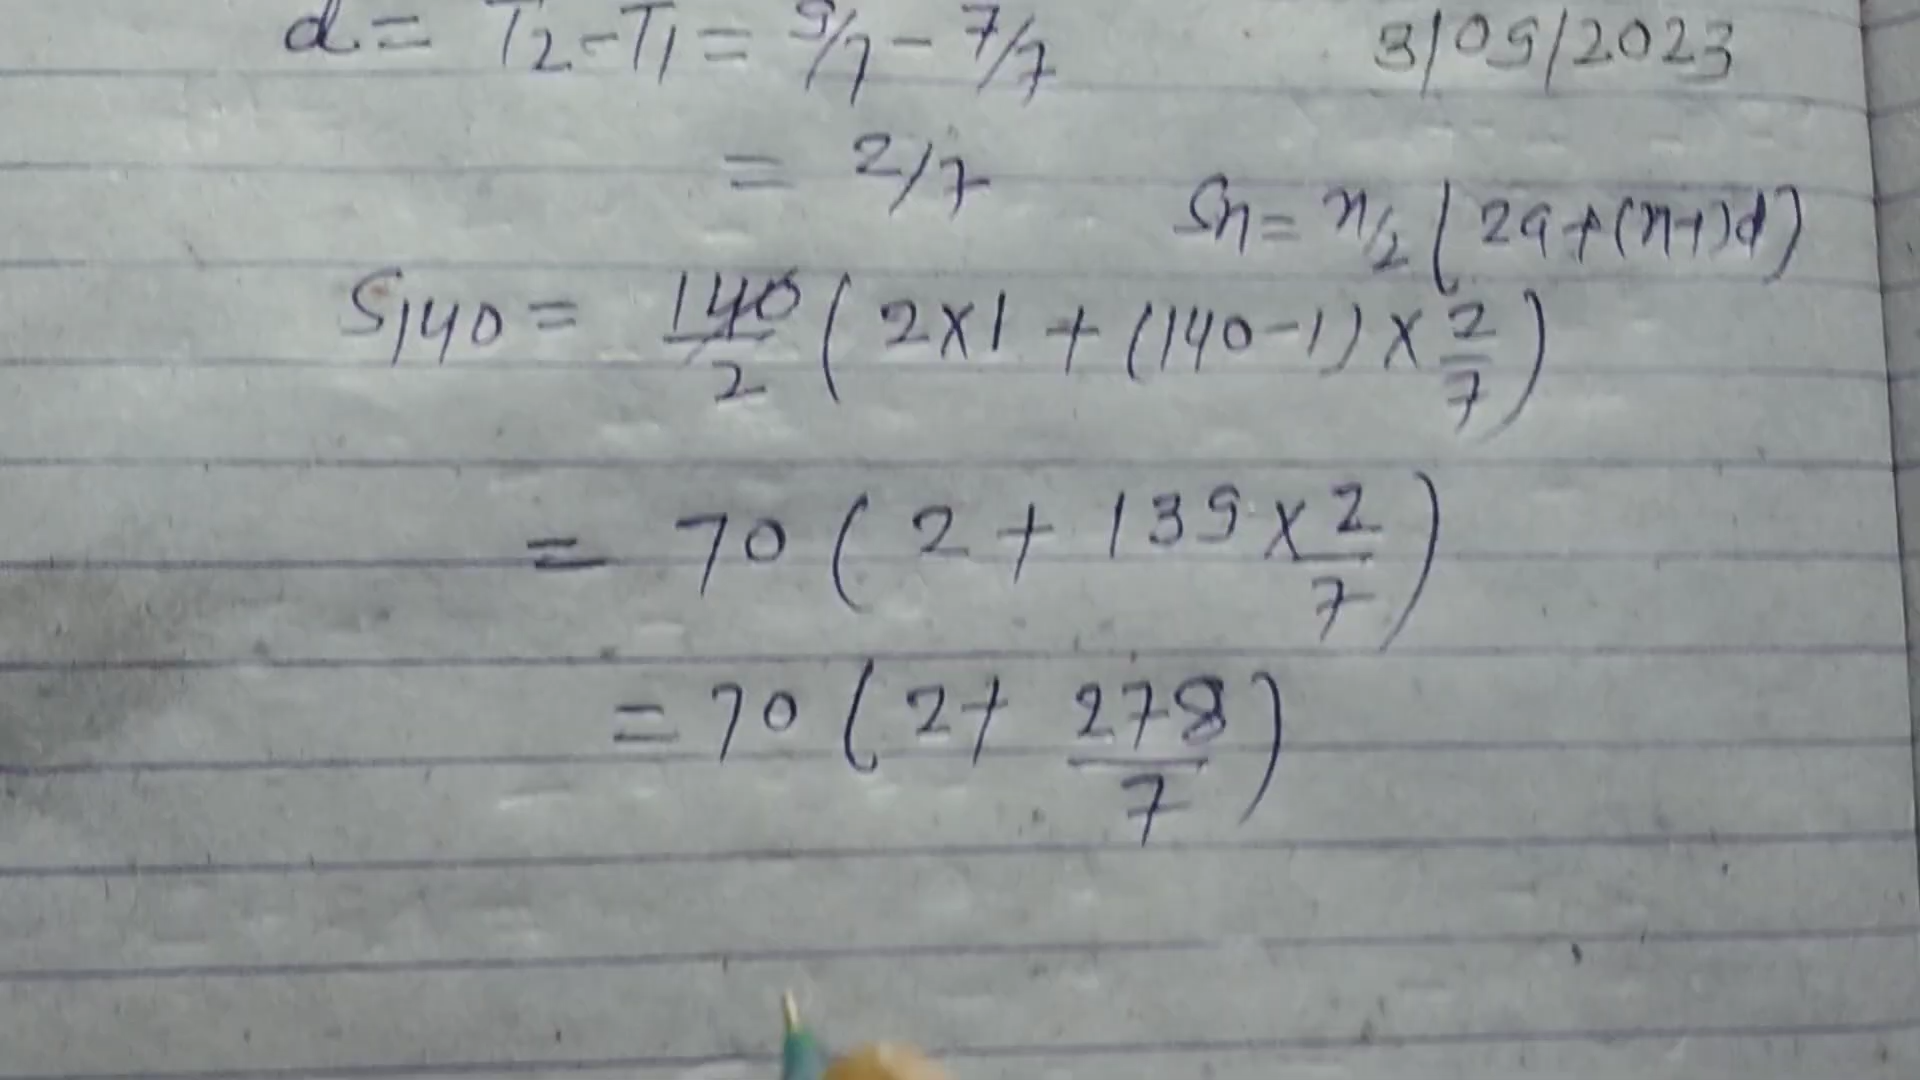 d = T2 - T1 = 9/7 - 7/7
3/09/2023
= 2/7
Sn = n/2 (2a + (n-1)d)
S140 = 140/2 (2×1 + (140-1) × 2/7)
= 70 (2 + 139 × 2/7)
= 70 (2 + 278/7)